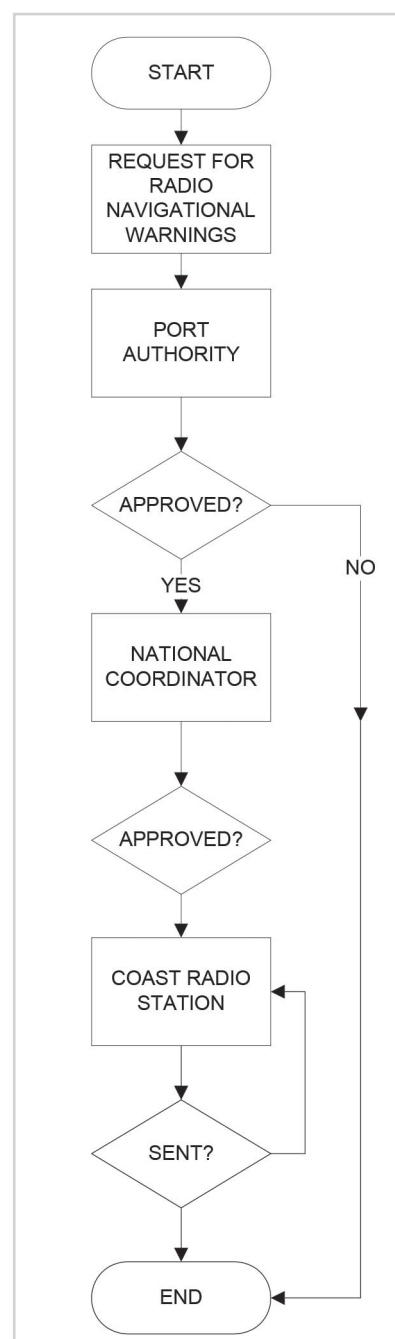 START
REQUEST FOR
RADIO
NAVIGATIONAL
WARNINGS
PORT
AUTHORITY
APPROVED?
YES
NO
NATIONAL
COORDINATOR
APPROVED?
COAST RADIO
STATION
SENT?
END